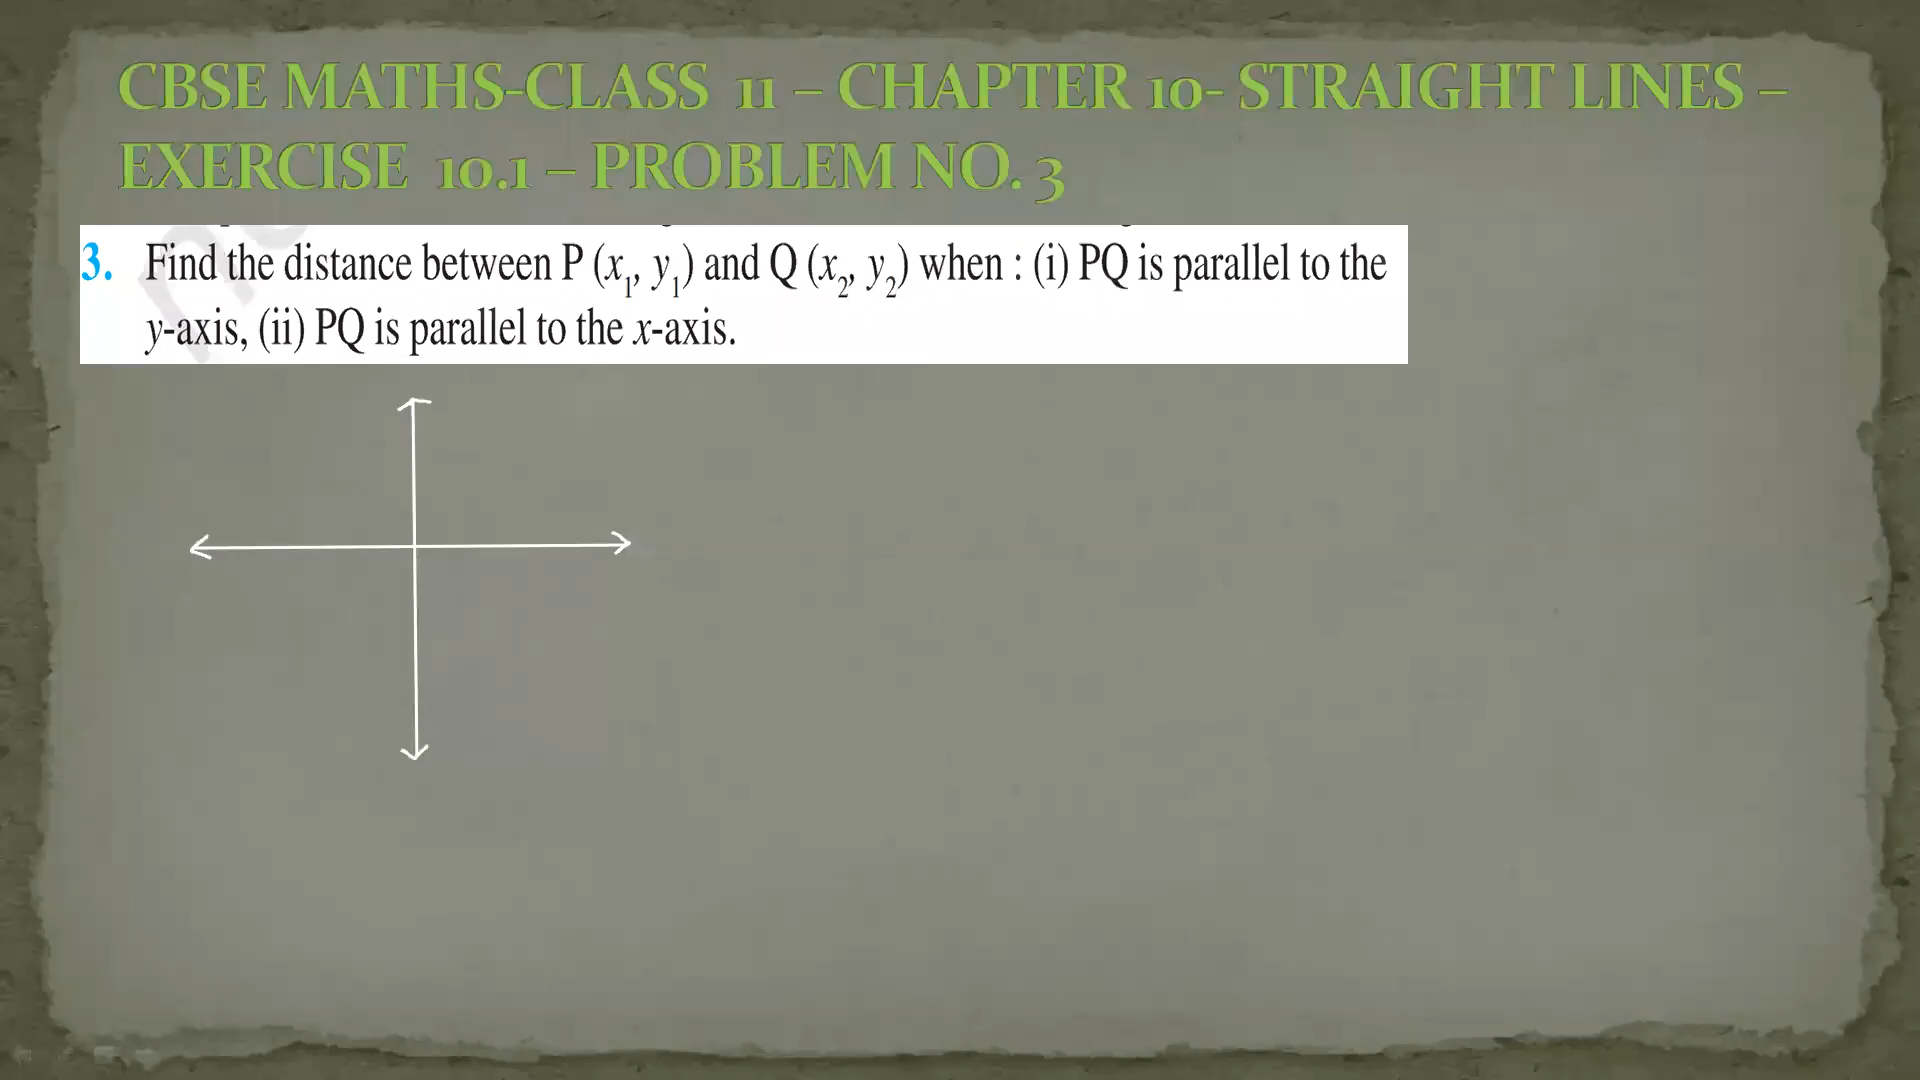 CBSE MATHS-CLASS 11 – CHAPTER 10- STRAIGHT LINES –
EXERCISE 10.1 – PROBLEM NO. 3
3. Find the distance between P (x₁, y₁) and Q (x₂, y₂) when : (i) PQ is parallel to the
y-axis, (ii) PQ is parallel to the x-axis.